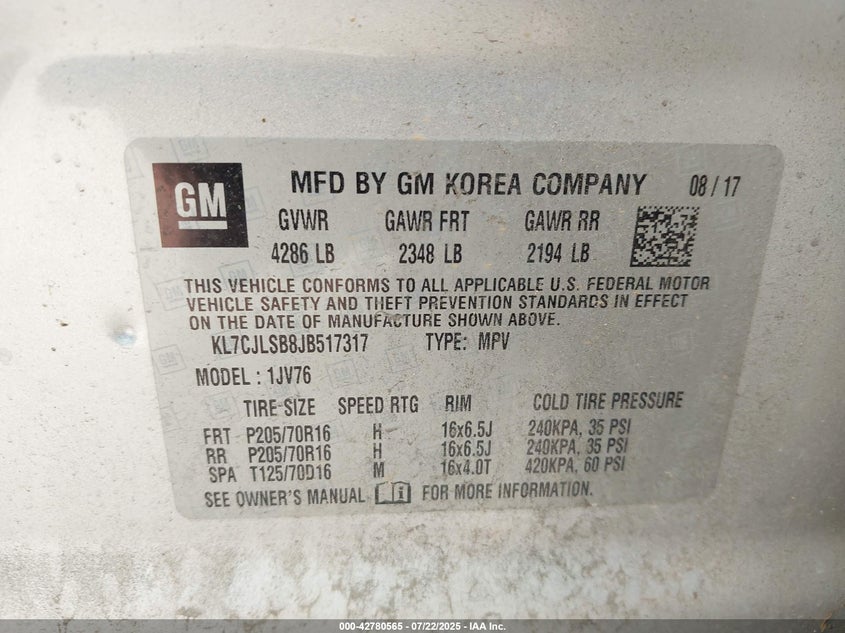 GM MFD BY GM KOREA COMPANY 08/17
GVWR GAWR FRT GAWR RR
4286 LB 2348 LB 2194 LB
THIS VEHICLE CONFORMS TO ALL APPLICABLE U.S. FEDERAL MOTOR
VEHICLE SAFETY AND THEFT PREVENTION STANDARDS IN EFFECT
ON THE DATE OF MANUFACTURE SHOWN ABOVE.
KL7CJLSB8JB517317 TYPE: MPV
MODEL : 1JV76
TIRE-SIZE SPEED RTG RIM COLD TIRE PRESSURE
FRT P205/70R16 H 16x6.5J 240KPA, 35 PSI
RR P205/70R16 H 16x6.5J 240KPA, 35 PSI
SPA T125/70D16 M 16x4.0T 420KPA, 60 PSI
SEE OWNER'S MANUAL FOR MORE INFORMATION.
000-42780565 - 07/22/2025 - IAA Inc.